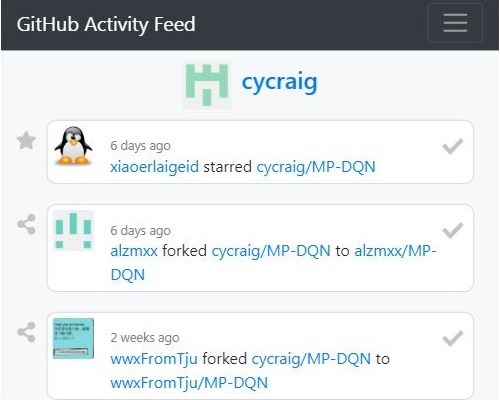 GitHub Activity Feed
cycraig
6 days ago
xiaoerlaigeid starred cycraig/MP-DQN
6 days ago
alzmxx forked cycraig/MP-DQN to alzmxx/MP-
DQN
2 weeks ago
wwxFromTju forked cycraig/MP-DQN to
wwxFromTju/MP-DQN